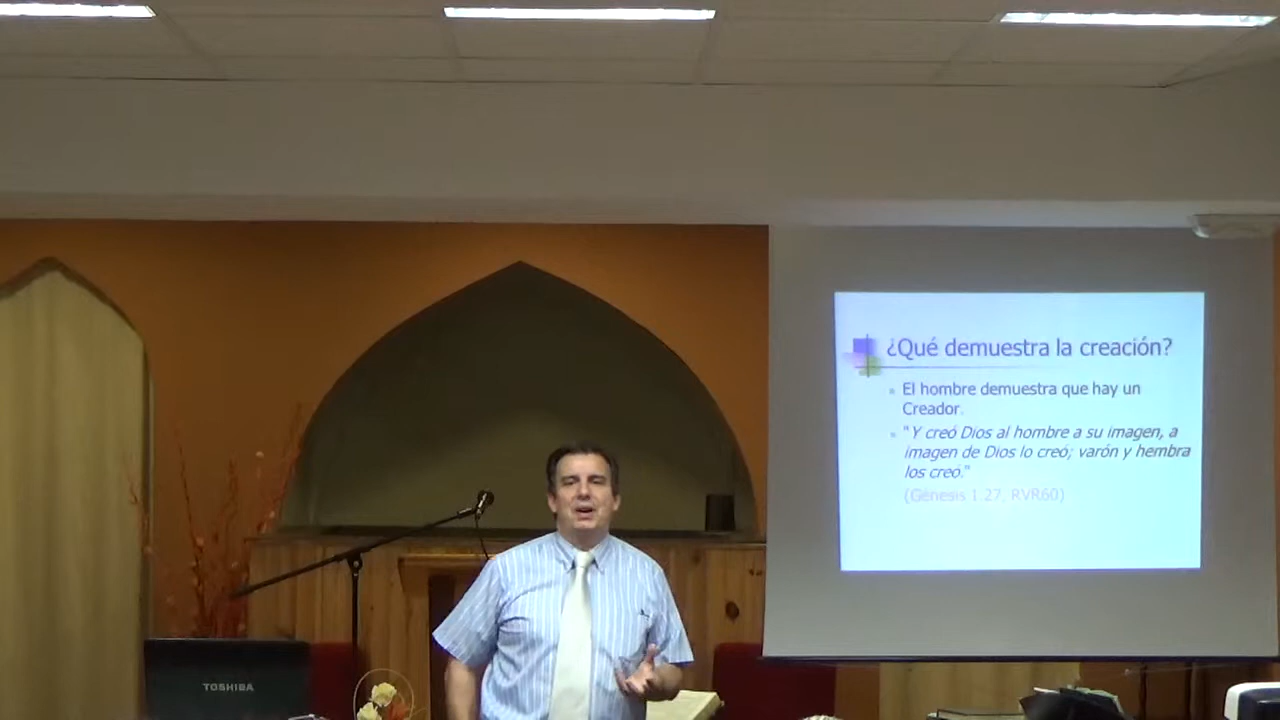 ¿Qué demuestra la creación?
El hombre demuestra que hay un
Creador.
"Y creó Dios al hombre a su imagen, a
imagen de Dios lo creó; varón y hembra
los creó."
(Génesis 1.27, RVR60)
TOSHIBA